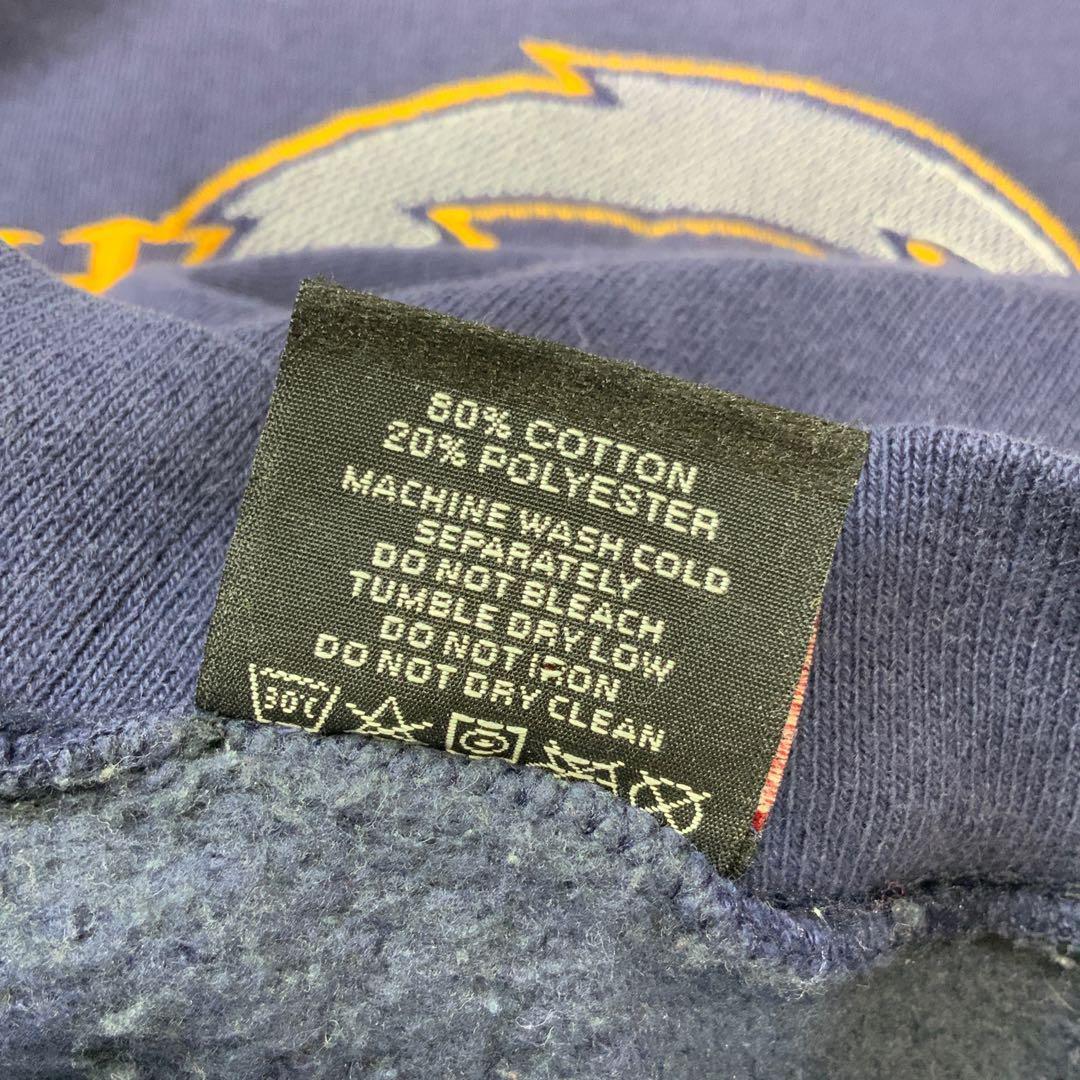 80% COTTON
20% POLYESTER
MACHINE WASH COLD
SEPARATELY
DO NOT BLEACH
TUMBLE DRY LOW
DO NOT IRON
DO NOT DRY CLEAN
30℃